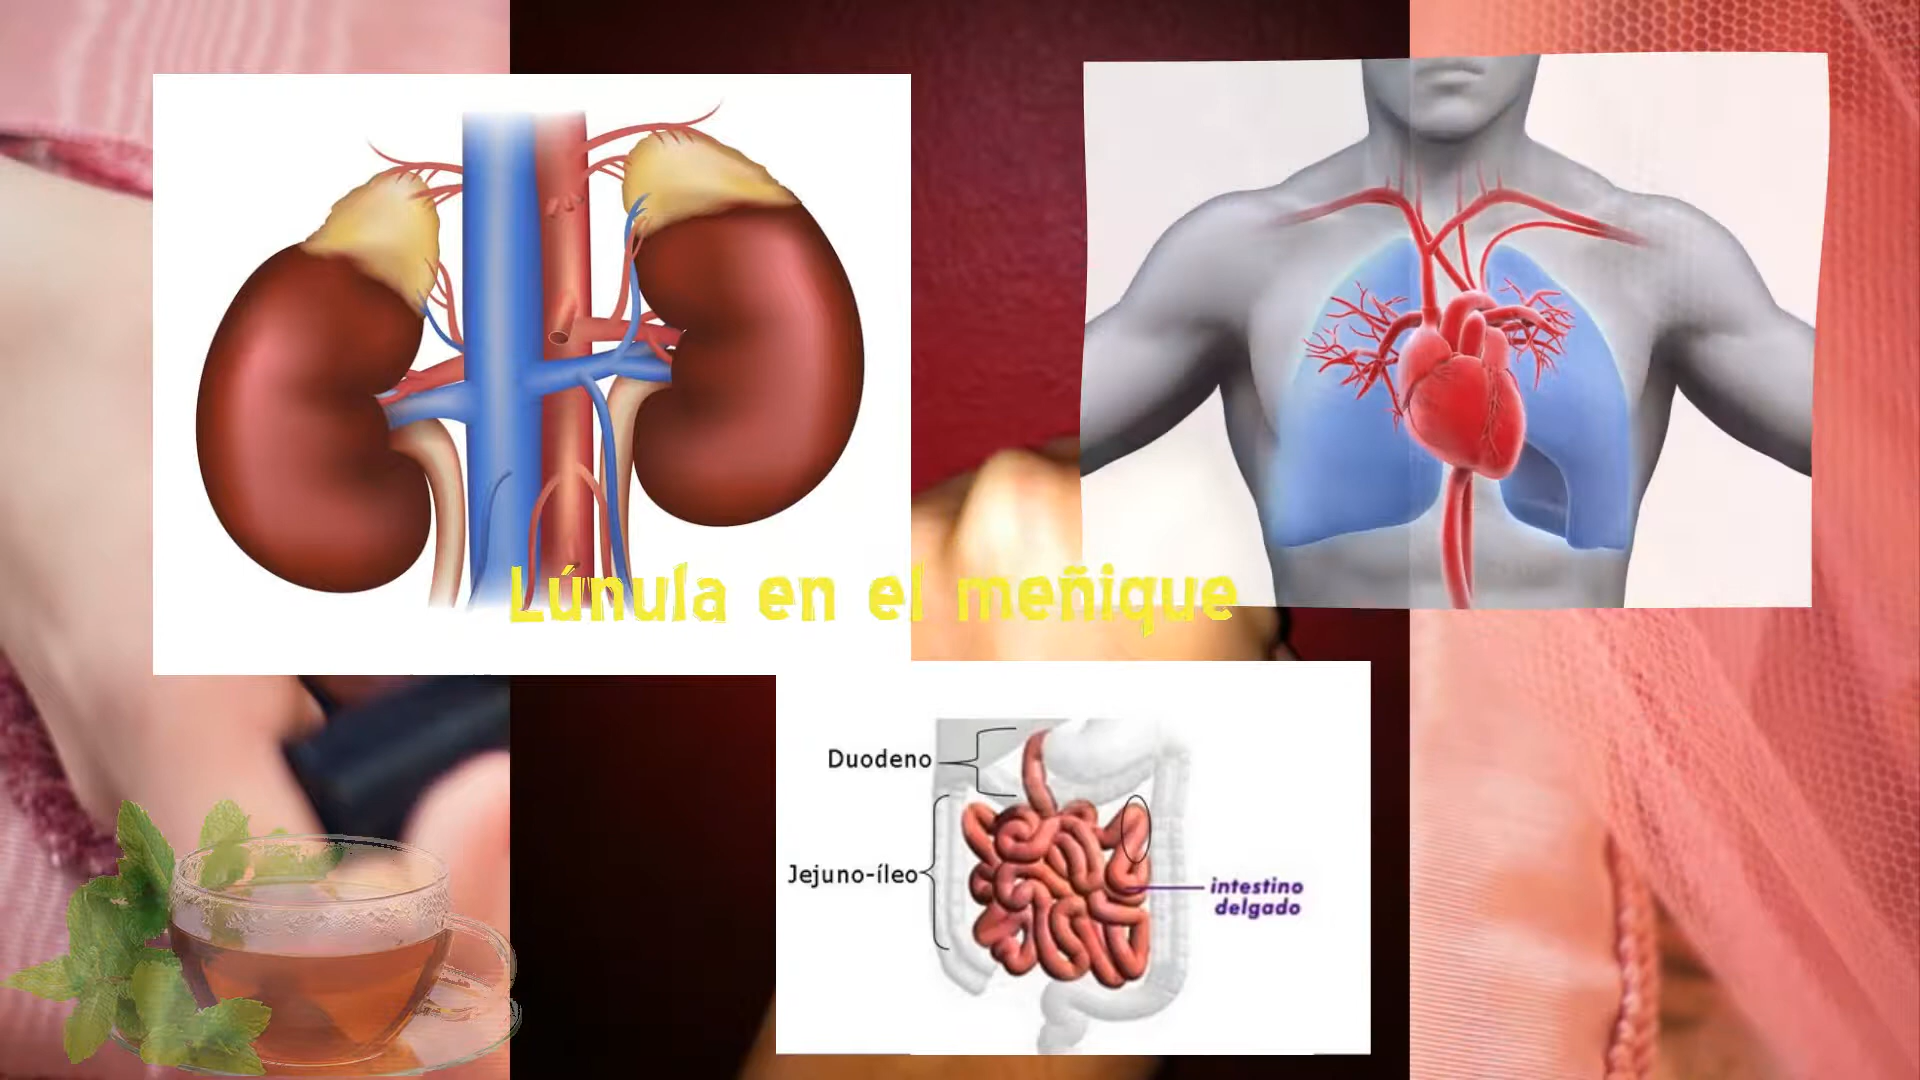 Lúnula en el meñique
Duodeno
Jejuno-íleo
intestino
delgado